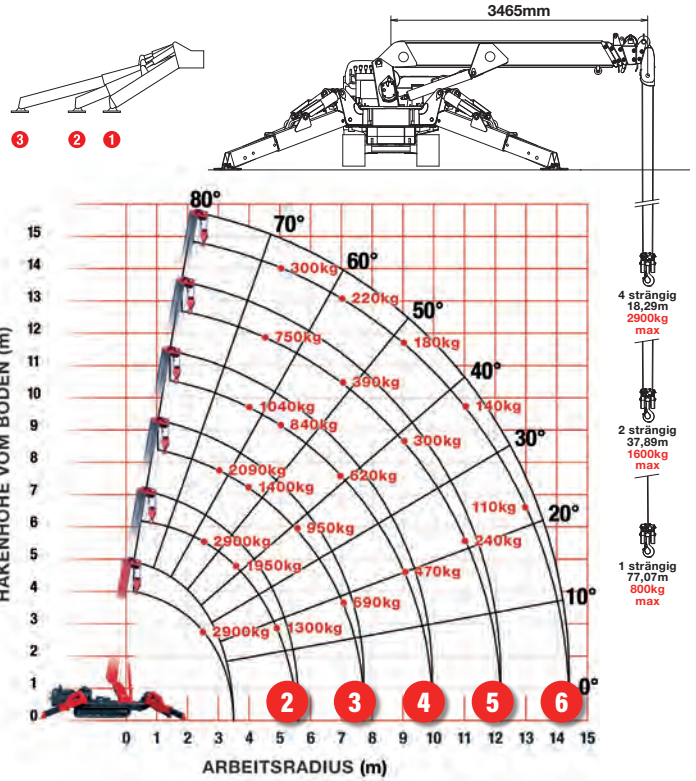 3465mm
3
2
1
80°
70°
60°
50°
40°
30°
20°
10°
0°
HAKENHÖHE VOM BODEN (m)
15
14
13
12
11
10
9
8
7
6
5
4
3
2
1
0
300kg
220kg
180kg
140kg
110kg
750kg
390kg
300kg
240kg
1040kg
840kg
620kg
470kg
2090kg
1400kg
950kg
690kg
2900kg
1950kg
1300kg
2900kg
2
3
4
5
6
0 1 2 3 4 5 6 7 8 9 10 11 12 13 14 15
ARBEITSRADIUS (m)
4 strängig
18,29m
2900kg
max
2 strängig
37,89m
1600kg
max
1 strängig
77,07m
800kg
max